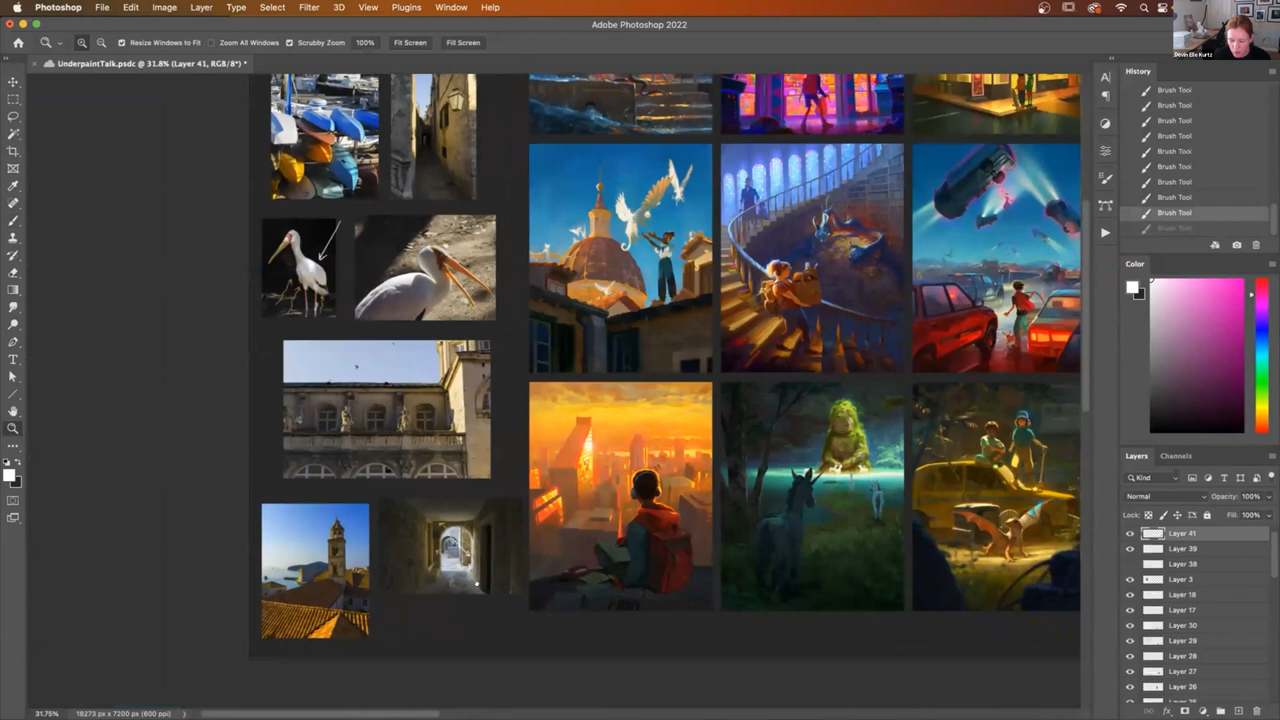 Photoshop File Edit Image Layer Type Select Filter 3D View Plugins Window Help
Adobe Photoshop 2022
Resize Windows to Fit Zoom All Windows Scrubby Zoom 100% Fit Screen Fill Screen
Devin Elle Kurtz
UnderpaintTalk.psdc @ 31.8% (Layer 41, RGB/8*) *
History
Brush Tool
Brush Tool
Brush Tool
Brush Tool
Brush Tool
Brush Tool
Brush Tool
Brush Tool
Brush Tool
Brush Tool
Color
Layers Channels
Kind
Normal Opacity: 100%
Lock: Fill: 100%
Layer 41
Layer 39
Layer 38
Layer 3
Layer 18
Layer 17
Layer 30
Layer 29
Layer 28
Layer 27
Layer 26
31.75% 18273 px x 7200 px (600 ppi)